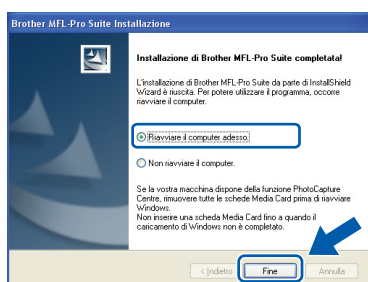 Brother MFL-Pro Suite Installazione
Installazione di Brother MFL-Pro Suite completata!
L'installazione di Brother MFL-Pro Suite da parte di InstallShield
Wizard è riuscita. Per potere utilizzare il programma, occorre
riavviare il computer.
Riavviare il computer adesso.
Non riavviare il computer.
Se la vostra macchina dispone della funzione PhotoCapture
Centre, rimuovere tutte le schede Media Card prima di riavviare
Windows.
Non inserire una scheda Media Card fino a quando il
caricamento di Windows non è completato.
< Indietro Fine Annulla